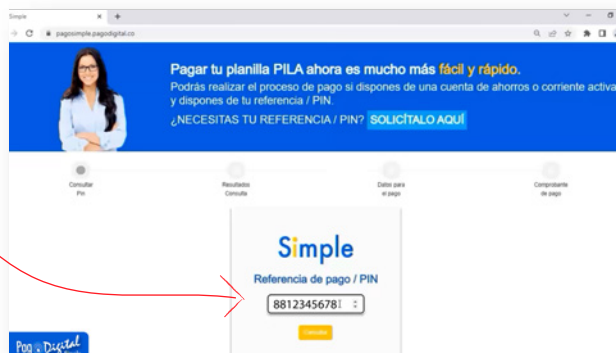 Simple
pagosimple.pagodigital.co
Pagar tu planilla PILA ahora es mucho más fácil y rápido.
Podrás realizar el proceso de pago si dispones de una cuenta de ahorros o corriente activa
y dispones de tu referencia / PIN.
¿NECESITAS TU REFERENCIA / PIN? SOLICÍTALO AQUÍ
Consultar
Pin
Resultados
Consulta
Datos para
el pago
Comprobante
de pago
Simple
Referencia de pago / PIN
8812345678
Consultar
Pago Digital